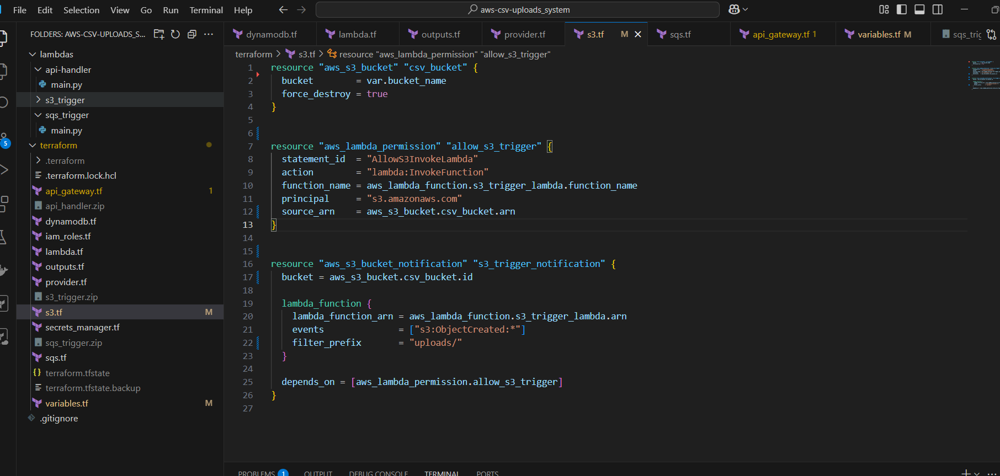 File Edit Selection View Go Run Terminal Help
aws-csv-uploads_system
FOLDERS: AWS-CSV-UPLOADS_S...
lambdas
api-handler
main.py
s3_trigger
sqs_trigger
main.py
5
terraform
.terraform
.terraform.lock.hcl
api_gateway.tf 1
api_handler.zip
dynamodb.tf
iam_roles.tf
lambda.tf
outputs.tf
provider.tf
s3_trigger.zip
s3.tf M
secrets_manager.tf
sqs_trigger.zip
sqs.tf
terraform.tfstate
terraform.tfstate.backup
variables.tf M
.gitignore
dynamodb.tf lambda.tf outputs.tf provider.tf s3.tf M sqs.tf api_gateway.tf 1 variables.tf M sqs_tric
terraform > s3.tf > resource "aws_lambda_permission" "allow_s3_trigger"
1 resource "aws_s3_bucket" "csv_bucket" {
2 bucket = var.bucket_name
3 force_destroy = true
4 }
5
6
7 resource "aws_lambda_permission" "allow_s3_trigger" {
8 statement_id = "AllowS3InvokeLambda"
9 action = "lambda:InvokeFunction"
10 function_name = aws_lambda_function.s3_trigger_lambda.function_name
11 principal = "s3.amazonaws.com"
12 source_arn = aws_s3_bucket.csv_bucket.arn
13 }
14
15
16 resource "aws_s3_bucket_notification" "s3_trigger_notification" {
17 bucket = aws_s3_bucket.csv_bucket.id
18
19 lambda_function {
20 lambda_function_arn = aws_lambda_function.s3_trigger_lambda.arn
21 events = ["s3:ObjectCreated:*"]
22 filter_prefix = "uploads/"
23 }
24
25 depends_on = [aws_lambda_permission.allow_s3_trigger]
26 }
27
PROBLEMS 1 OUTPUT DEBUG CONSOLE TERMINAL PORTS